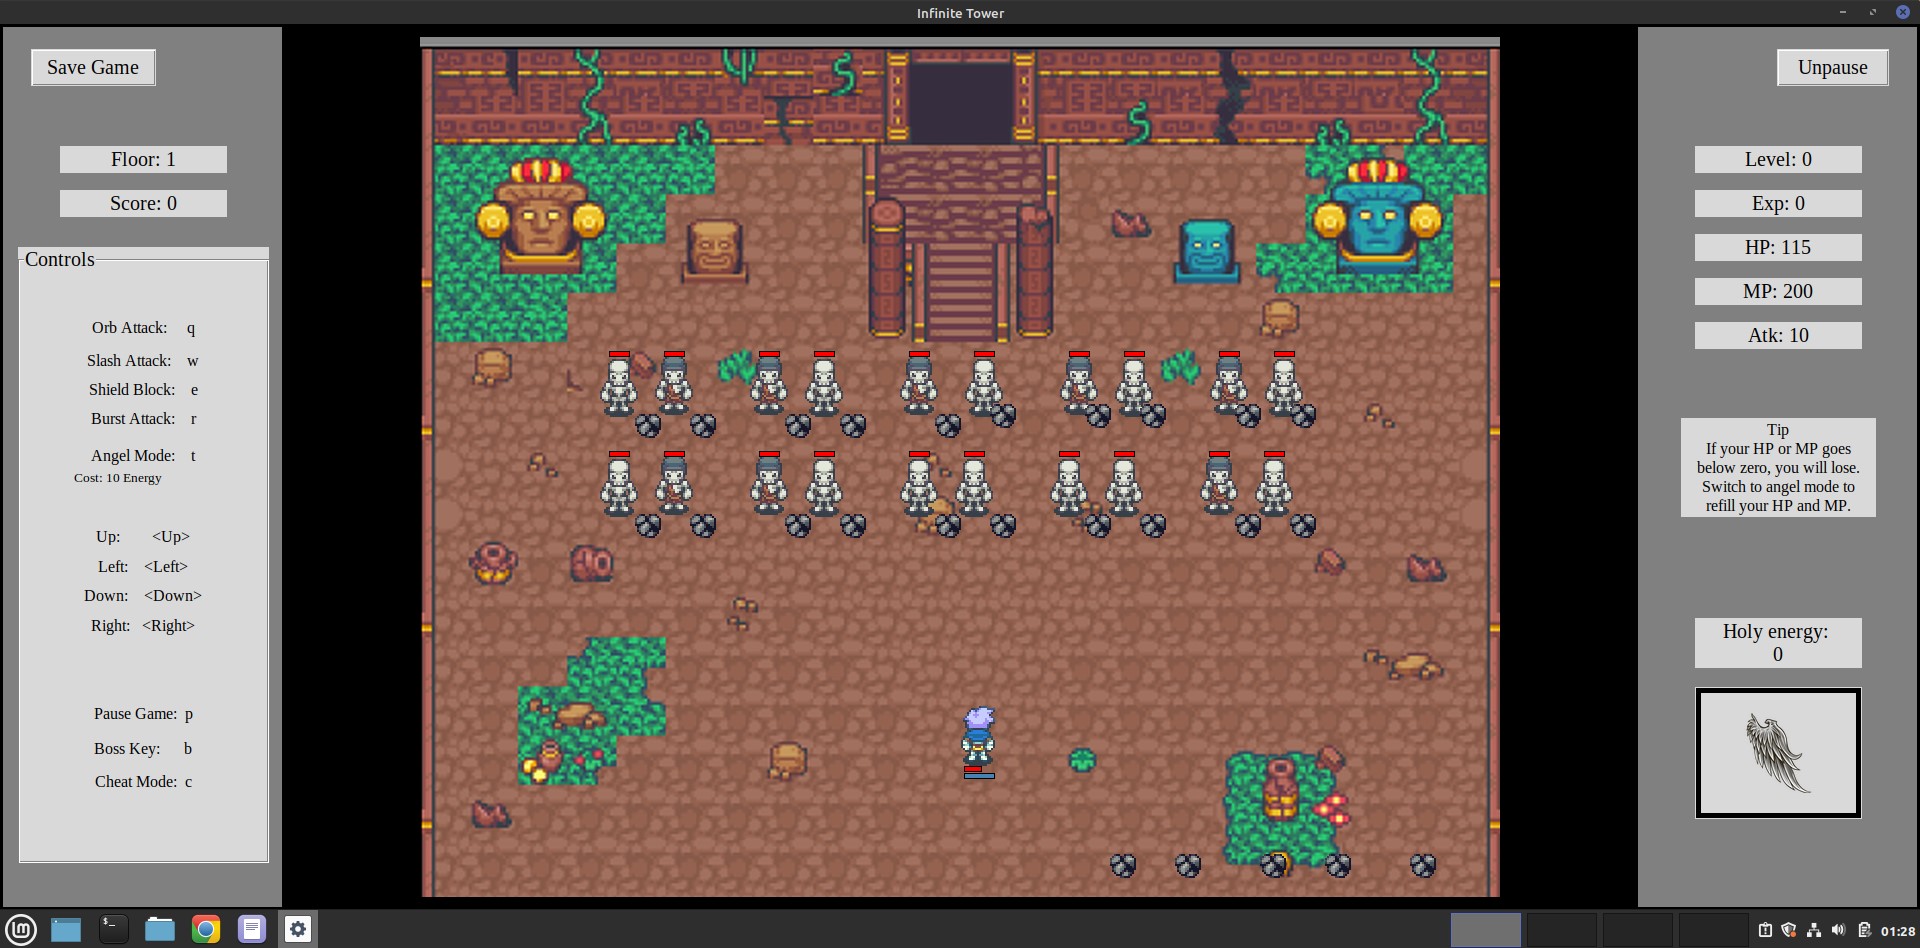 Infinite Tower
Save Game
Floor: 1
Score: 0
Controls
Orb Attack: q
Slash Attack: w
Shield Block: e
Burst Attack: r
Angel Mode: t
Cost: 10 Energy
Up: <Up>
Left: <Left>
Down: <Down>
Right: <Right>
Pause Game: p
Boss Key: b
Cheat Mode: c
Unpause
Level: 0
Exp: 0
HP: 115
MP: 200
Atk: 10
Tip
If your HP or MP goes
below zero, you will lose.
Switch to angel mode to
refill your HP and MP.
Holy energy:
0
$_
01:28